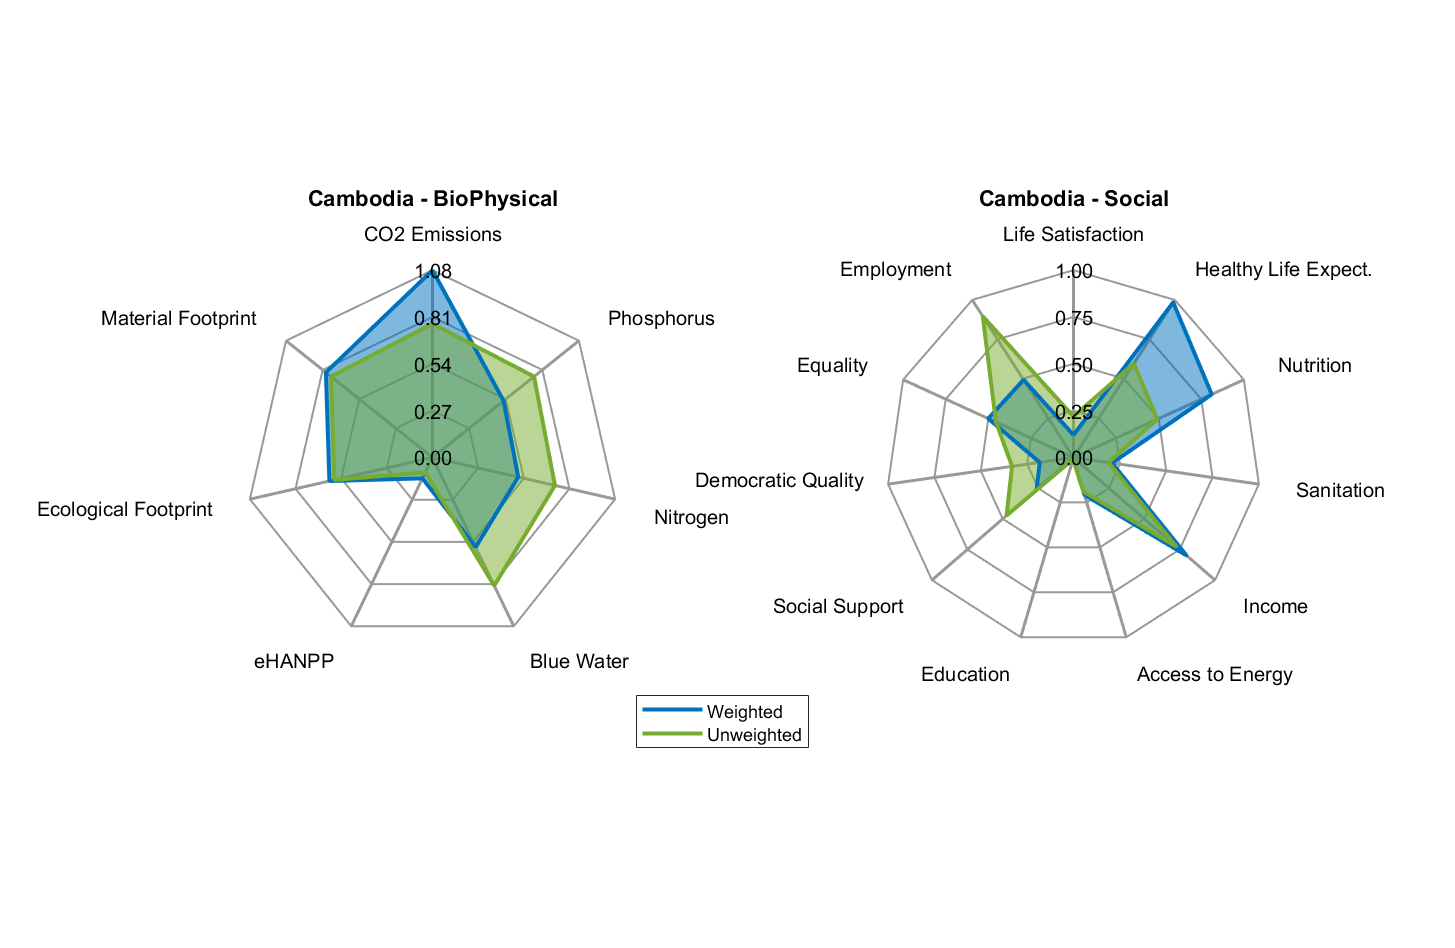 Cambodia - BioPhysical
CO2 Emissions
1.08
0.81
0.54
0.27
0.00
Material Footprint
Phosphorus
Ecological Footprint
Nitrogen
eHANPP
Blue Water
Cambodia - Social
Life Satisfaction
1.00
0.75
0.50
0.25
0.00
Employment
Healthy Life Expect.
Equality
Nutrition
Democratic Quality
Sanitation
Social Support
Income
Education
Access to Energy
Weighted
Unweighted